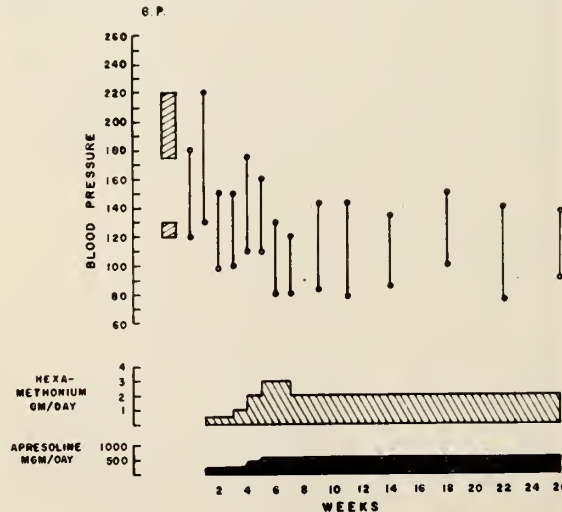 B.P.
260
240
220
200
180
160
140
120
100
80
60
BLOOD PRESSURE
HEXA-
METHONIUM
GM/DAY
4
3
2
1
APRESOLINE
MGM/DAY
1000
500
2 4 6 8 10 12 14 16 18 20 22 24
WEEKS